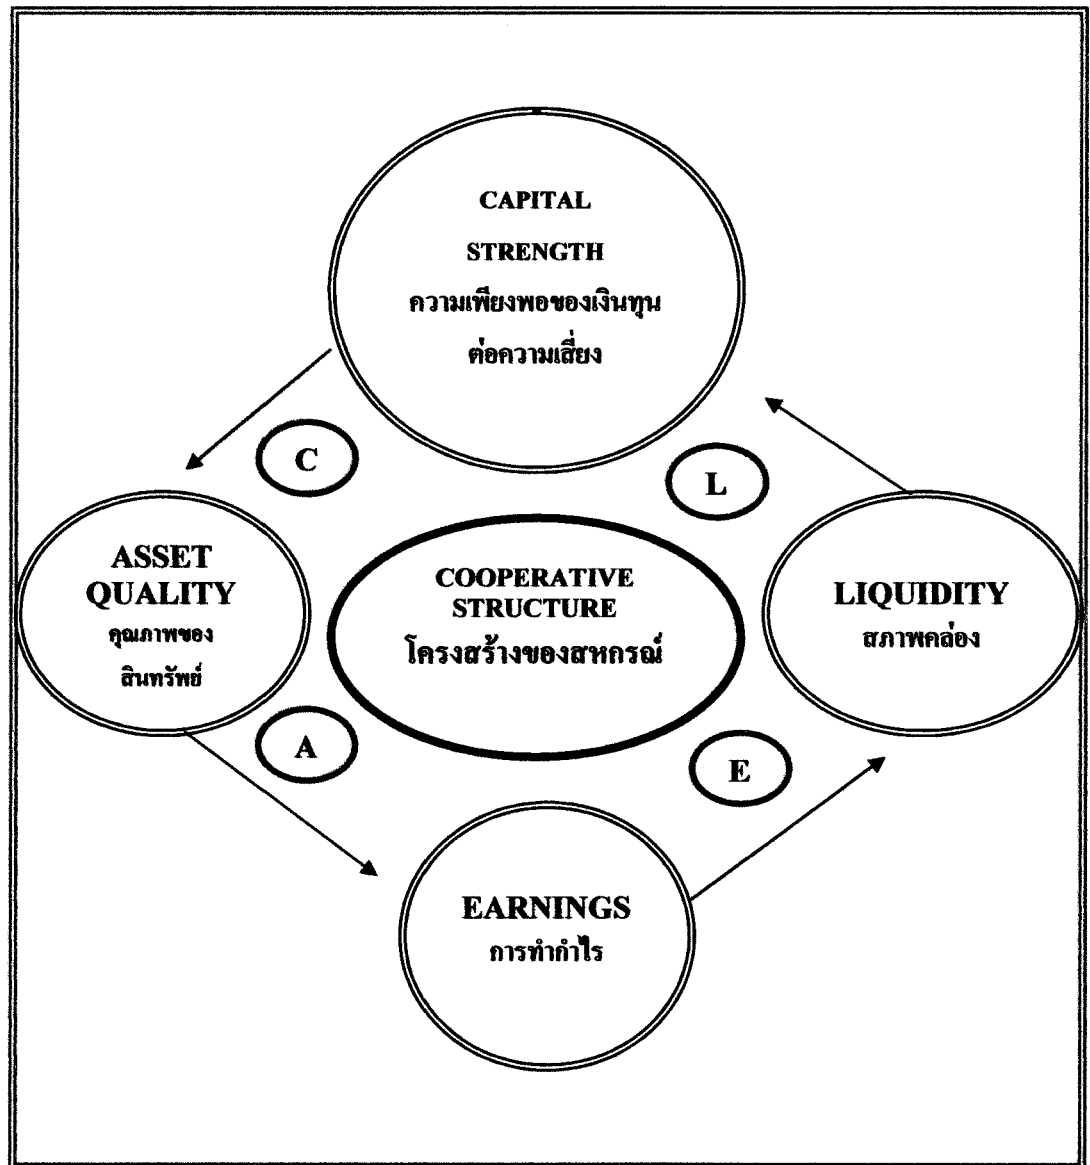 CAPITAL
STRENGTH
ความเพียงพอของเงินทุน
ต่อความเสี่ยง
C
L
ASSET
QUALITY
คุณภาพของ
สินทรัพย์
COOPERATIVE
STRUCTURE
โครงสร้างของสหกรณ์
LIQUIDITY
สภาพคล่อง
A
E
EARNINGS
การทำกำไร